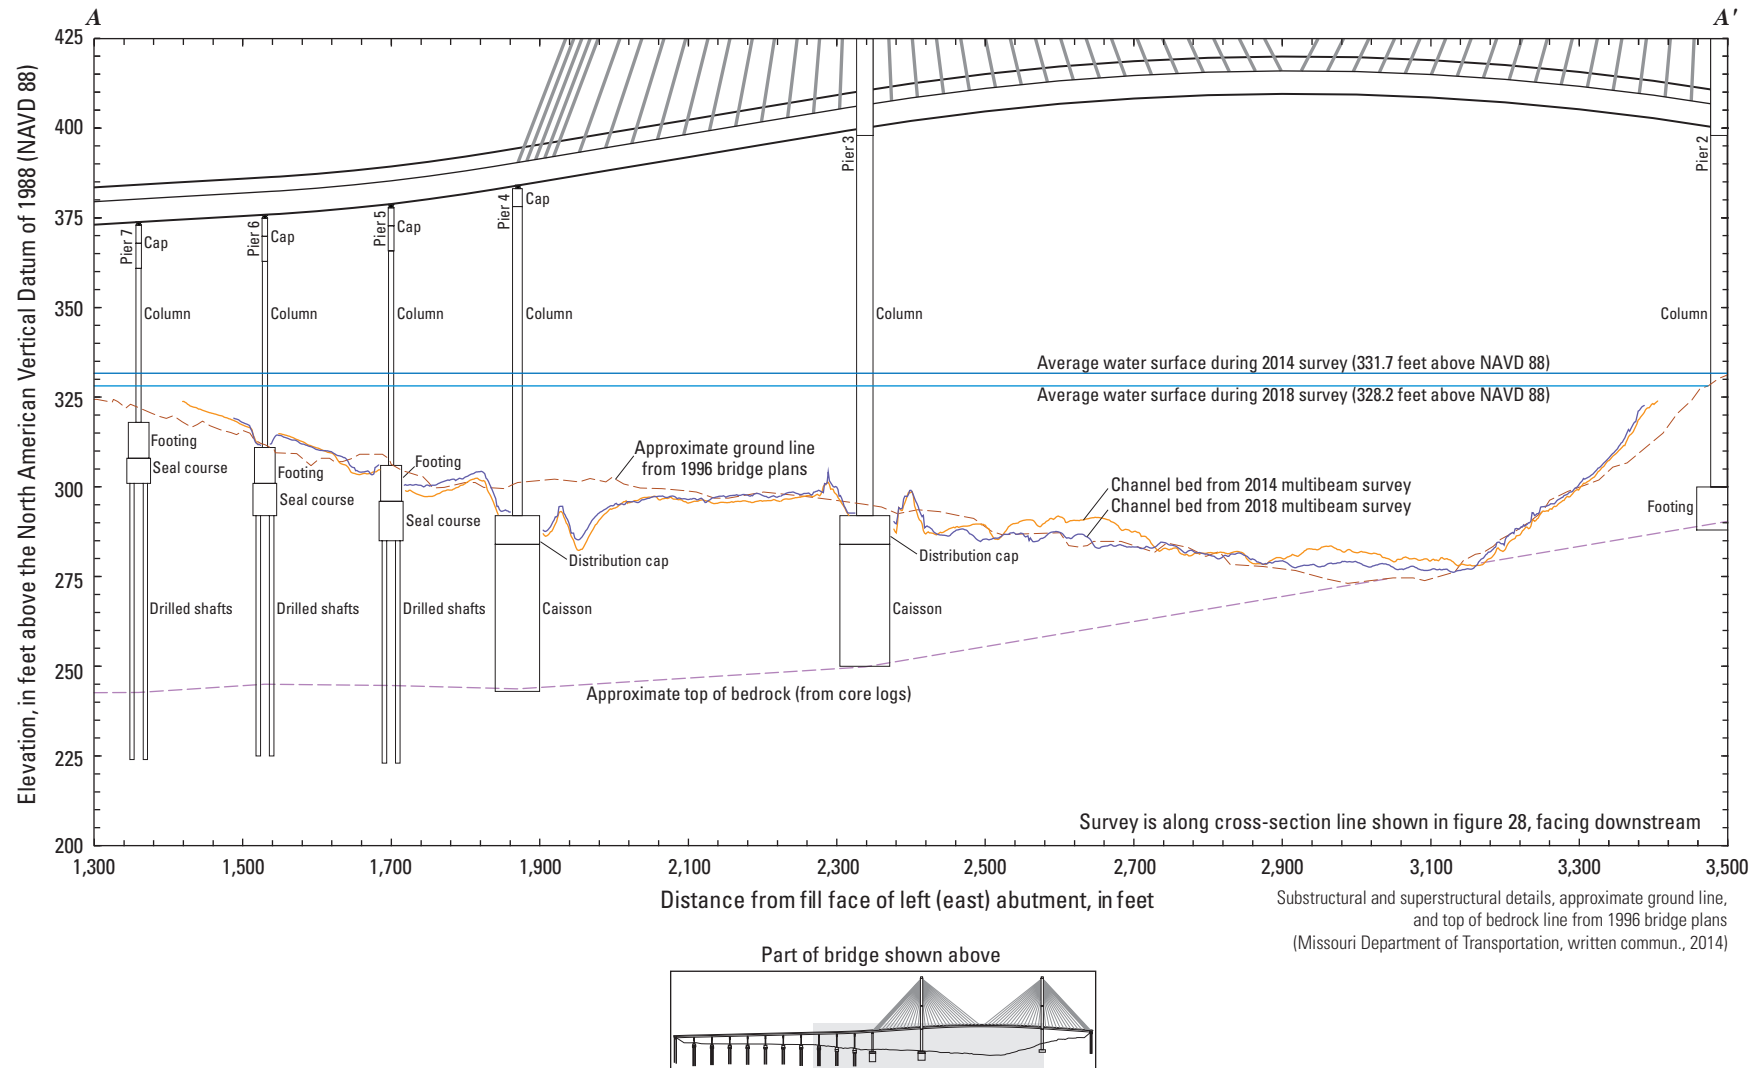 A
A'
Elevation, in feet above the North American Vertical Datum of 1988 (NAVD 88)
425
400
375
350
325
300
275
250
225
200
Pier 7
Cap
Column
Footing
Seal course
Drilled shafts
Pier 6
Cap
Column
Footing
Seal course
Drilled shafts
Pier 5
Cap
Column
Footing
Seal course
Drilled shafts
Pier 4
Cap
Column
Distribution cap
Caisson
Pier 3
Column
Distribution cap
Caisson
Pier 2
Column
Footing
Average water surface during 2014 survey (331.7 feet above NAVD 88)
Average water surface during 2018 survey (328.2 feet above NAVD 88)
Approximate ground line
from 1996 bridge plans
Channel bed from 2014 multibeam survey
Channel bed from 2018 multibeam survey
Approximate top of bedrock (from core logs)
Survey is along cross-section line shown in figure 28, facing downstream
1,300 1,500 1,700 1,900 2,100 2,300 2,500 2,700 2,900 3,100 3,300 3,500
Distance from fill face of left (east) abutment, in feet
Substructural and superstructural details, approximate ground line,
and top of bedrock line from 1996 bridge plans
(Missouri Department of Transportation, written commun., 2014)
Part of bridge shown above